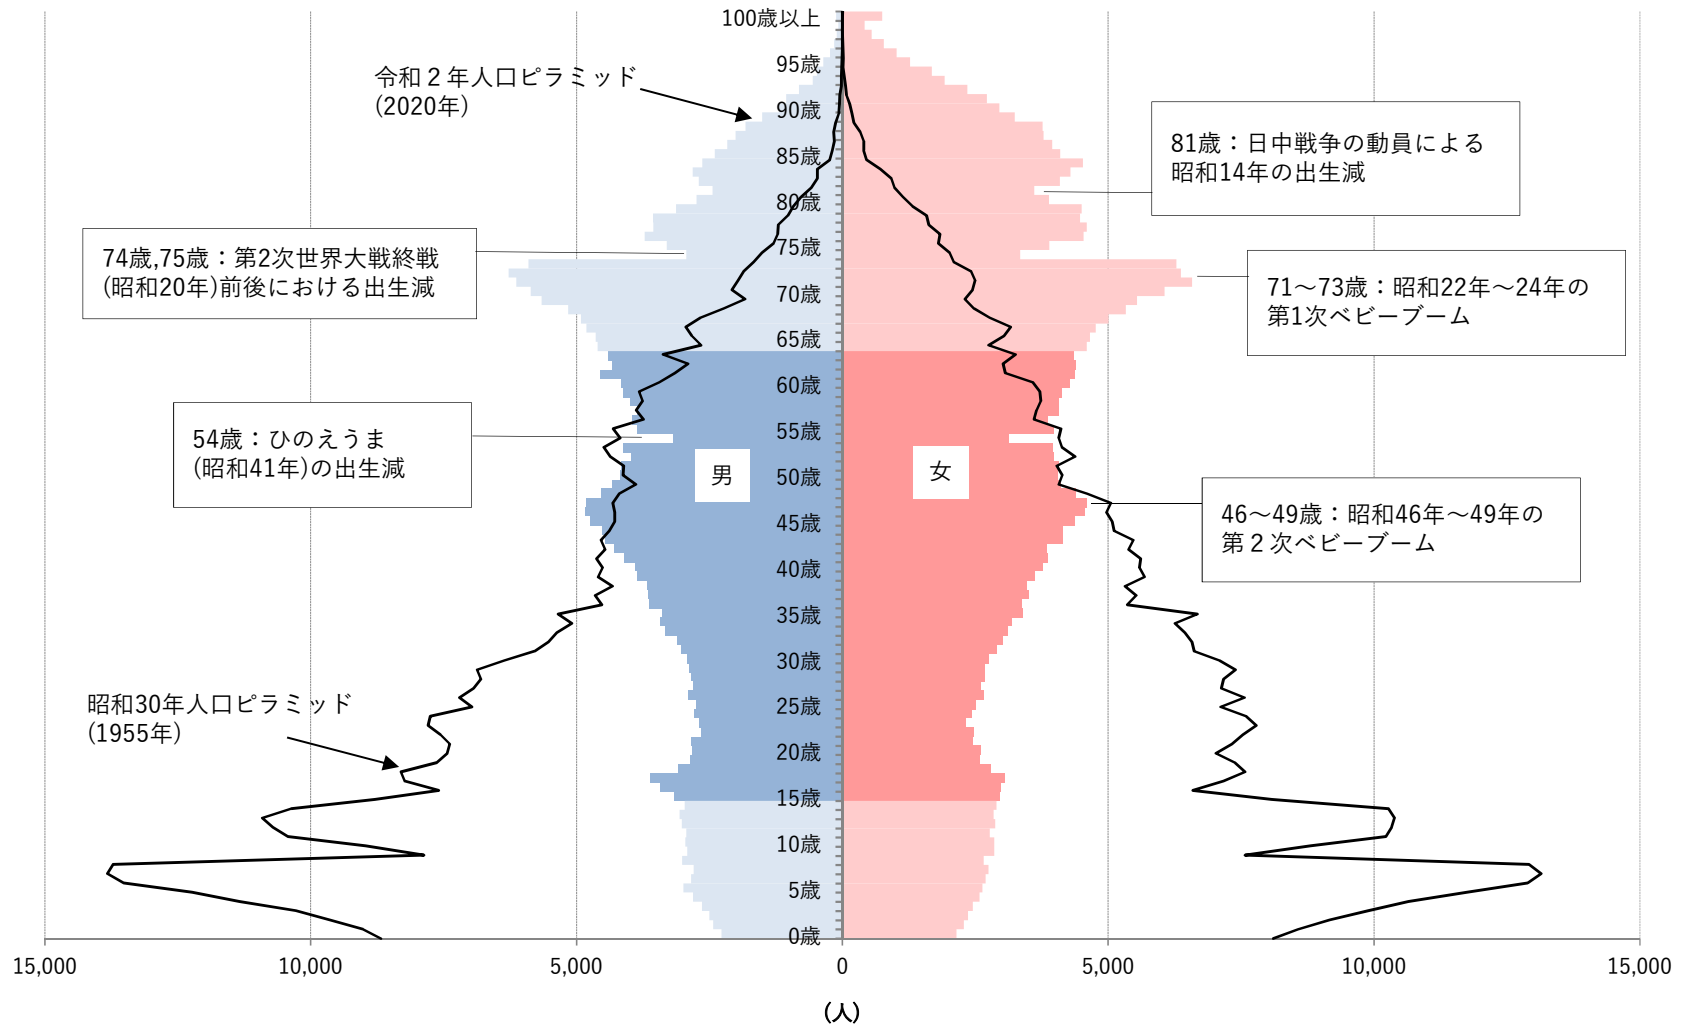 100歳以上
95歳
90歳
85歳
80歳
75歳
70歳
65歳
60歳
55歳
50歳
45歳
40歳
35歳
30歳
25歳
20歳
15歳
10歳
5歳
0歳
令和２年人口ピラミッド
(2020年)
74歳,75歳：第2次世界大戦終戦
(昭和20年)前後における出生減
54歳：ひのえうま
(昭和41年)の出生減
昭和30年人口ピラミッド
(1955年)
男
女
81歳：日中戦争の動員による
昭和14年の出生減
71～73歳：昭和22年～24年の
第1次ベビーブーム
46～49歳：昭和46年～49年の
第２次ベビーブーム
15,000
10,000
5,000
0
5,000
10,000
15,000
(人)